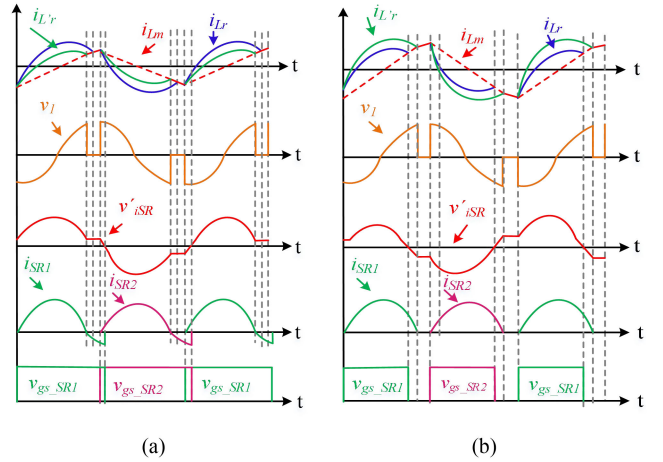 i_L'r i_Lm i_Lr
t
v_1
t
v'_iSR
t
i_SR1 i_SR2
t
v_gs_SR1 v_gs_SR2 v_gs_SR1
t
(a)
i_L'r i_Lm i_Lr
t
v_1
t
v'_iSR
t
i_SR1 i_SR2
t
v_gs_SR1 v_gs_SR2 v_gs_SR1
t
(b)